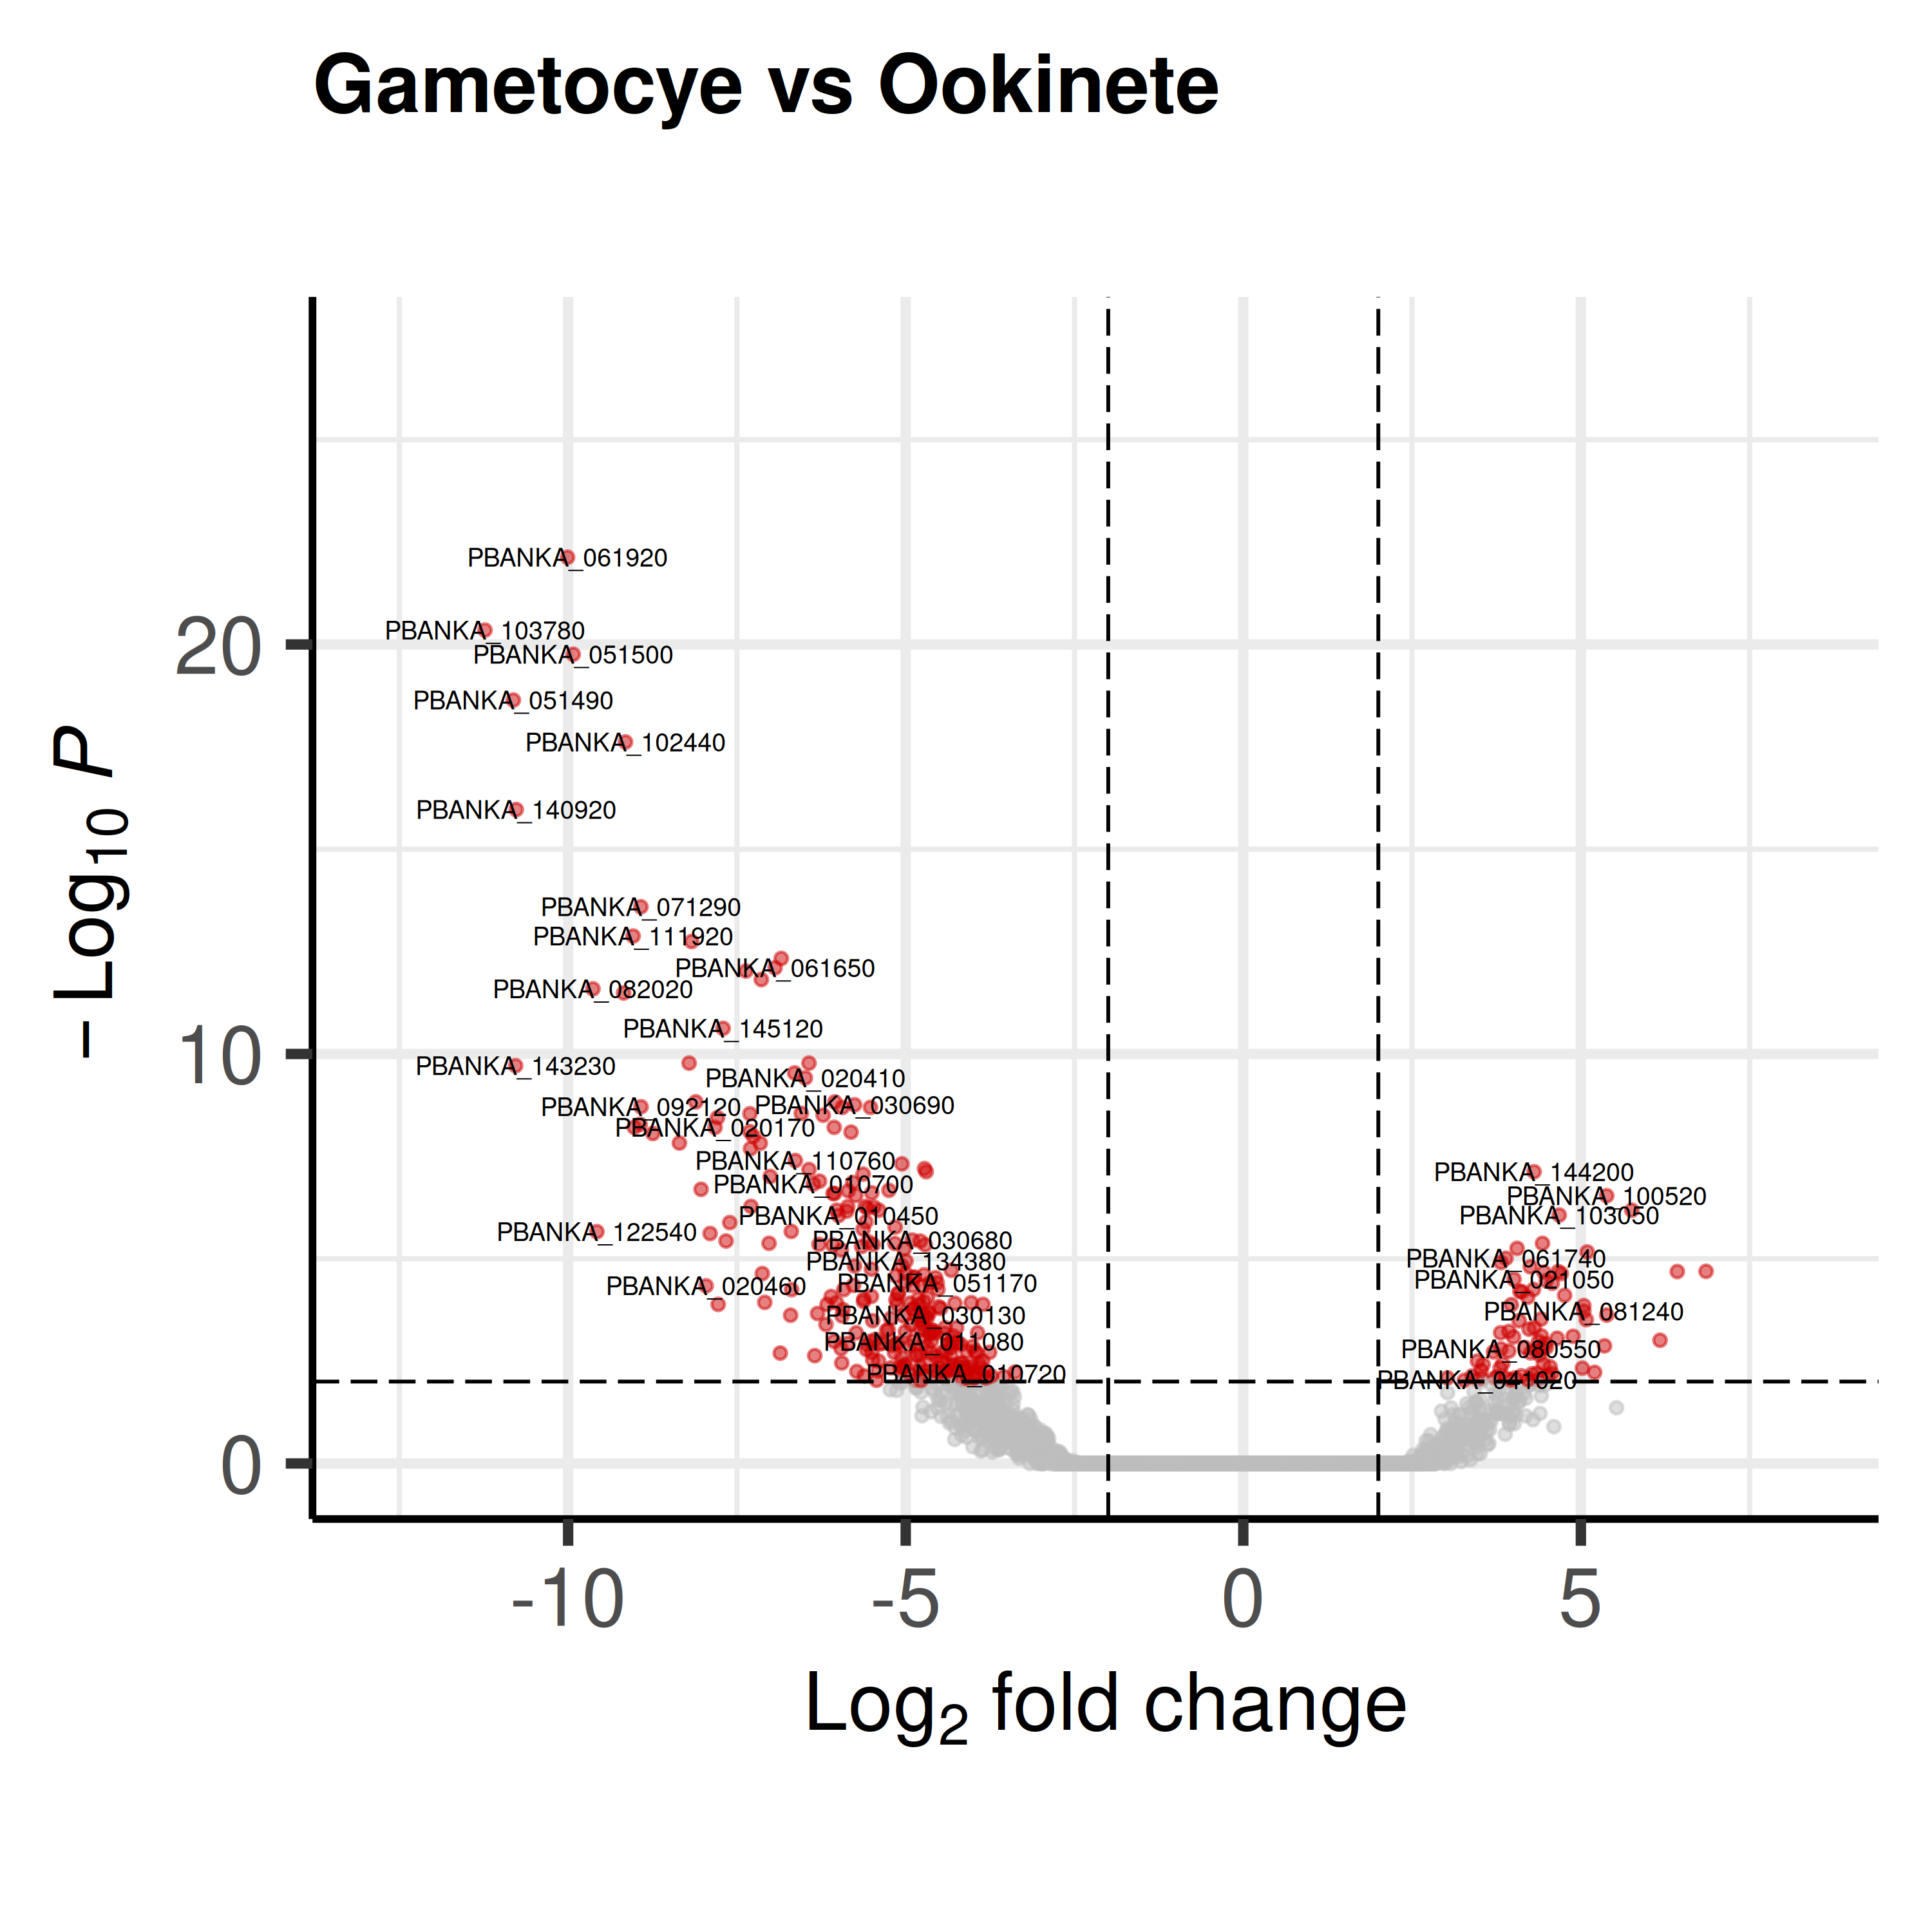 Gametocye vs Ookinete
− Log10 P
20
10
0
PBANKA_061920
PBANKA_103780
PBANKA_051500
PBANKA_051490
PBANKA_102440
PBANKA_140920
PBANKA_071290
PBANKA_111920
PBANKA_061650
PBANKA_082020
PBANKA_145120
PBANKA_143230
PBANKA_020410
PBANKA_092120
PBANKA_030690
PBANKA_020170
PBANKA_110760
PBANKA_144200
PBANKA_010700
PBANKA_100520
PBANKA_010450
PBANKA_103050
PBANKA_122540
PBANKA_030680
PBANKA_134380
PBANKA_061740
PBANKA_021050
PBANKA_051170
PBANKA_020460
PBANKA_081240
PBANKA_030130
PBANKA_011080
PBANKA_080550
PBANKA_010720
PBANKA_041020
-10 -5 0 5
Log2 fold change